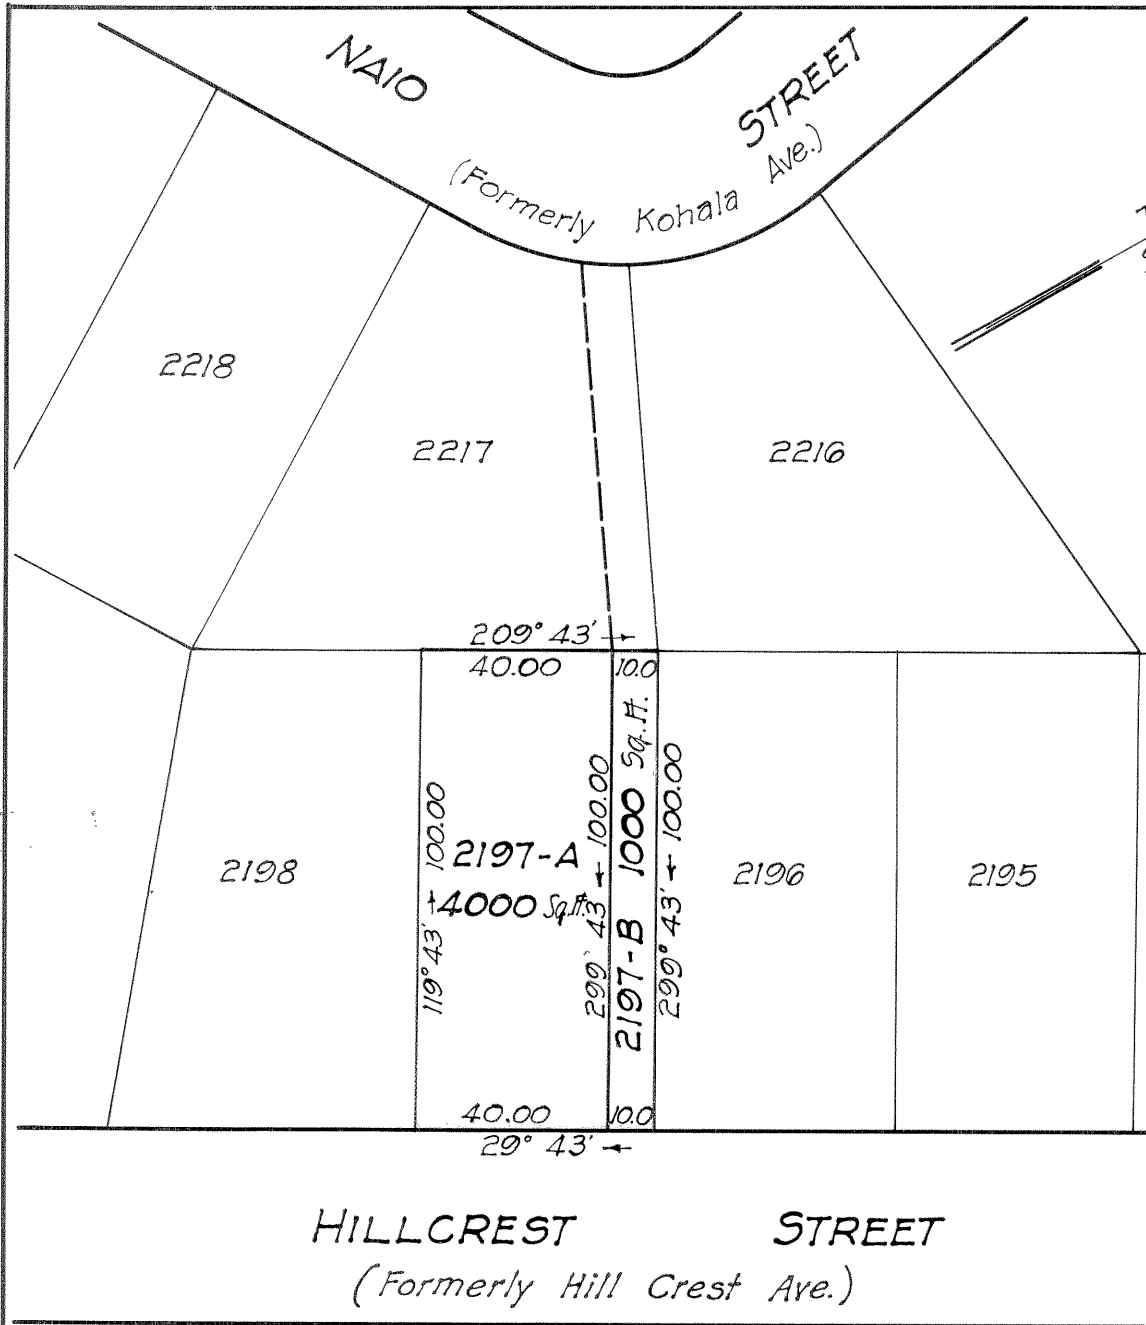 NAIO STREET
(Formerly Kohala Ave.)
2218
2217
2216
209° 43'
40.00 10.0
2198
119° 43' 100.00
2197-A
4000 Sq.Ft.
299° 43' 100.00
2197-B 1000 Sq.Ft.
299° 43' 100.00
2196
2195
40.00 10.0
29° 43'
HILLCREST STREET
(Formerly Hill Crest Ave.)